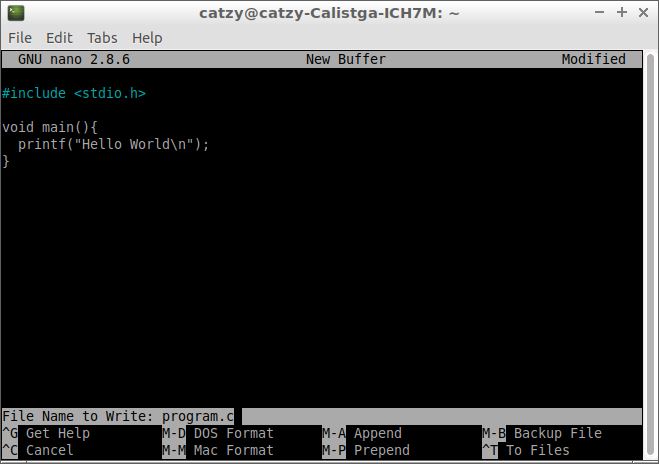 catzy@catzy-Calistga-ICH7M: ~
File Edit Tabs Help
GNU nano 2.8.6 New Buffer Modified
#include <stdio.h>
void main(){
  printf("Hello World\n");
}
File Name to Write: program.c
^G Get Help M-D DOS Format M-A Append M-B Backup File
^C Cancel M-M Mac Format M-P Prepend ^T To Files